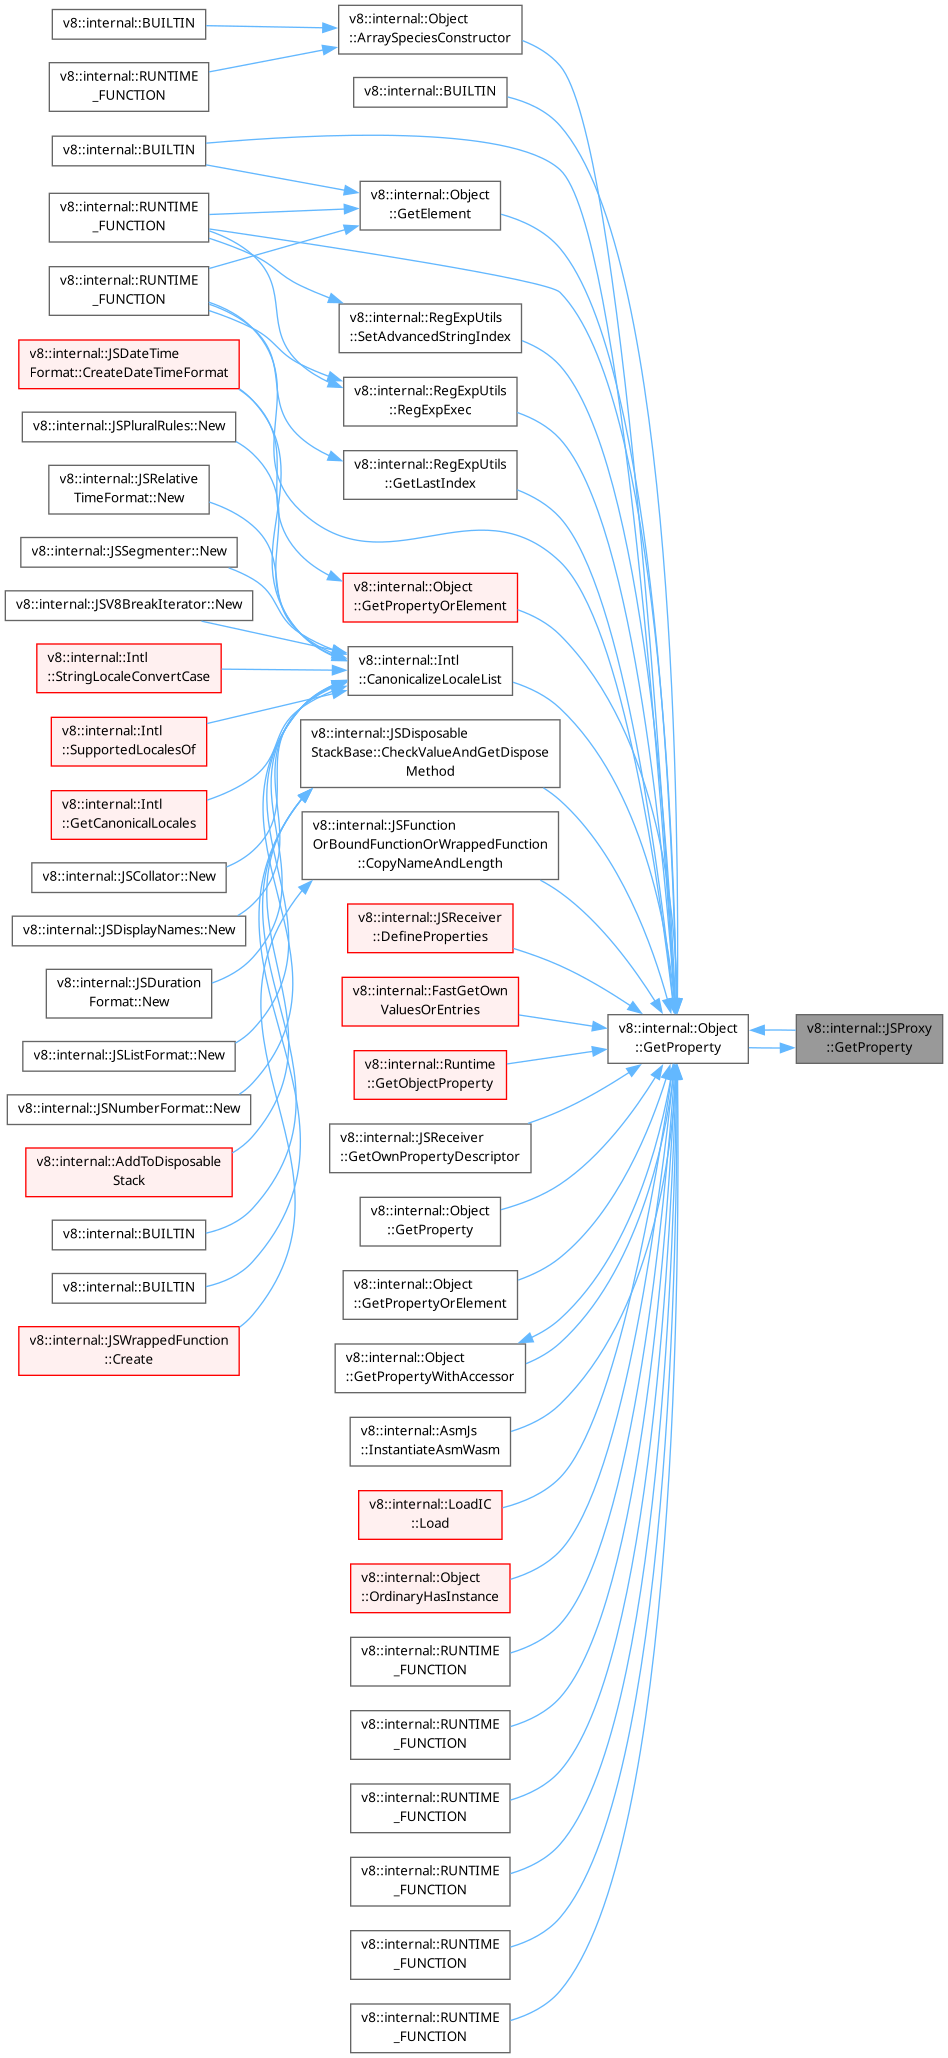 v8::internal::BUILTIN
v8::internal::RUNTIME
_FUNCTION
v8::internal::BUILTIN
v8::internal::RUNTIME
_FUNCTION
v8::internal::RUNTIME
_FUNCTION
v8::internal::JSDateTime
Format::CreateDateTimeFormat
v8::internal::JSPluralRules::New
v8::internal::JSRelative
TimeFormat::New
v8::internal::JSSegmenter::New
v8::internal::JSV8BreakIterator::New
v8::internal::Intl
::StringLocaleConvertCase
v8::internal::Intl
::SupportedLocalesOf
v8::internal::Intl
::GetCanonicalLocales
v8::internal::JSCollator::New
v8::internal::JSDisplayNames::New
v8::internal::JSDuration
Format::New
v8::internal::JSListFormat::New
v8::internal::JSNumberFormat::New
v8::internal::AddToDisposable
Stack
v8::internal::BUILTIN
v8::internal::BUILTIN
v8::internal::JSWrappedFunction
::Create
v8::internal::Object
::ArraySpeciesConstructor
v8::internal::BUILTIN
v8::internal::Object
::GetElement
v8::internal::RegExpUtils
::SetAdvancedStringIndex
v8::internal::RegExpUtils
::RegExpExec
v8::internal::RegExpUtils
::GetLastIndex
v8::internal::Object
::GetPropertyOrElement
v8::internal::Intl
::CanonicalizeLocaleList
v8::internal::JSDisposable
StackBase::CheckValueAndGetDispose
Method
v8::internal::JSFunction
OrBoundFunctionOrWrappedFunction
::CopyNameAndLength
v8::internal::JSReceiver
::DefineProperties
v8::internal::FastGetOwn
ValuesOrEntries
v8::internal::Runtime
::GetObjectProperty
v8::internal::JSReceiver
::GetOwnPropertyDescriptor
v8::internal::Object
::GetProperty
v8::internal::Object
::GetPropertyOrElement
v8::internal::Object
::GetPropertyWithAccessor
v8::internal::AsmJs
::InstantiateAsmWasm
v8::internal::LoadIC
::Load
v8::internal::Object
::OrdinaryHasInstance
v8::internal::RUNTIME
_FUNCTION
v8::internal::RUNTIME
_FUNCTION
v8::internal::RUNTIME
_FUNCTION
v8::internal::RUNTIME
_FUNCTION
v8::internal::RUNTIME
_FUNCTION
v8::internal::RUNTIME
_FUNCTION
v8::internal::Object
::GetProperty
v8::internal::JSProxy
::GetProperty